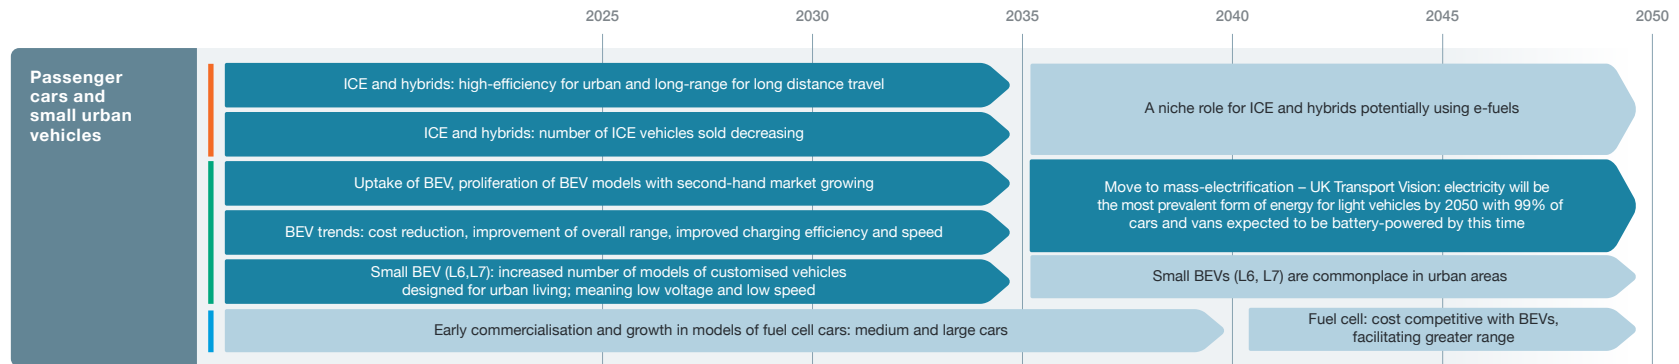 2025 2030 2035 2040 2045 2050
Passenger
cars and
small urban
vehicles
ICE and hybrids: high-efficiency for urban and long-range for long distance travel
ICE and hybrids: number of ICE vehicles sold decreasing
A niche role for ICE and hybrids potentially using e-fuels
Uptake of BEV, proliferation of BEV models with second-hand market growing
BEV trends: cost reduction, improvement of overall range, improved charging efficiency and speed
Move to mass-electrification – UK Transport Vision: electricity will be
the most prevalent form of energy for light vehicles by 2050 with 99% of
cars and vans expected to be battery-powered by this time
Small BEV (L6,L7): increased number of models of customised vehicles
designed for urban living; meaning low voltage and low speed
Small BEVs (L6, L7) are commonplace in urban areas
Early commercialisation and growth in models of fuel cell cars: medium and large cars
Fuel cell: cost competitive with BEVs,
facilitating greater range